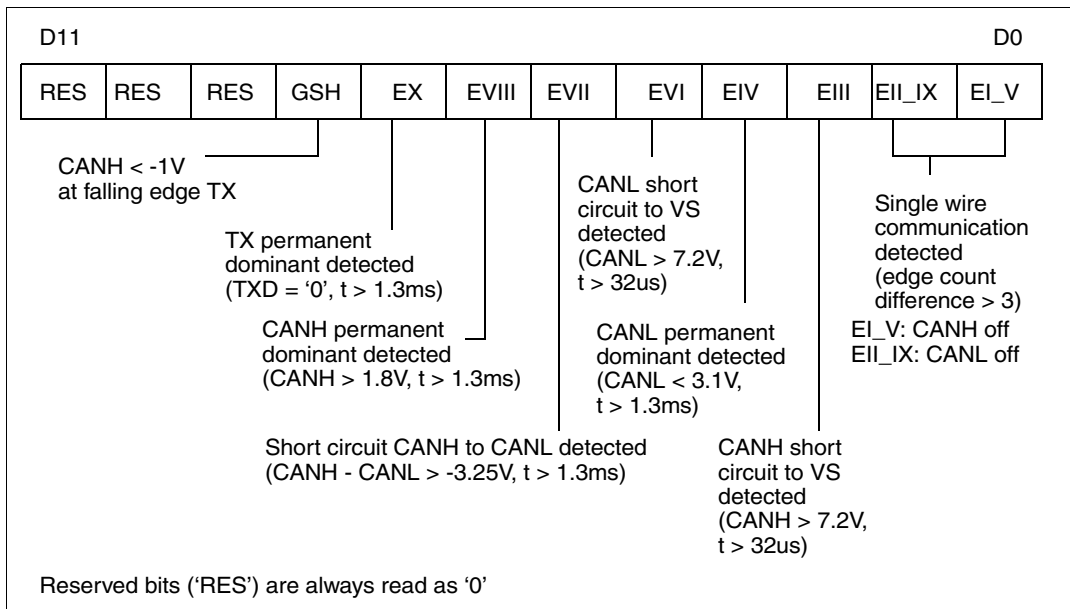 D11 D0
RES RES RES GSH EX EVIII EVII EVI EIV EIII EII_IX EI_V
CANH < -1V
at falling edge TX
TX permanent
dominant detected
(TXD = ‘0’, t > 1.3ms)
CANH permanent
dominant detected
(CANH > 1.8V, t > 1.3ms)
Short circuit CANH to CANL detected
(CANH - CANL > -3.25V, t > 1.3ms)
CANL short
circuit to VS
detected
(CANL > 7.2V,
t > 32us)
CANL permanent
dominant detected
(CANL < 3.1V,
t > 1.3ms)
CANH short
circuit to VS
detected
(CANH > 7.2V,
t > 32us)
Single wire
communication
detected
(edge count
difference > 3)
EI_V: CANH off
EII_IX: CANL off
Reserved bits (‘RES’) are always read as ‘0’